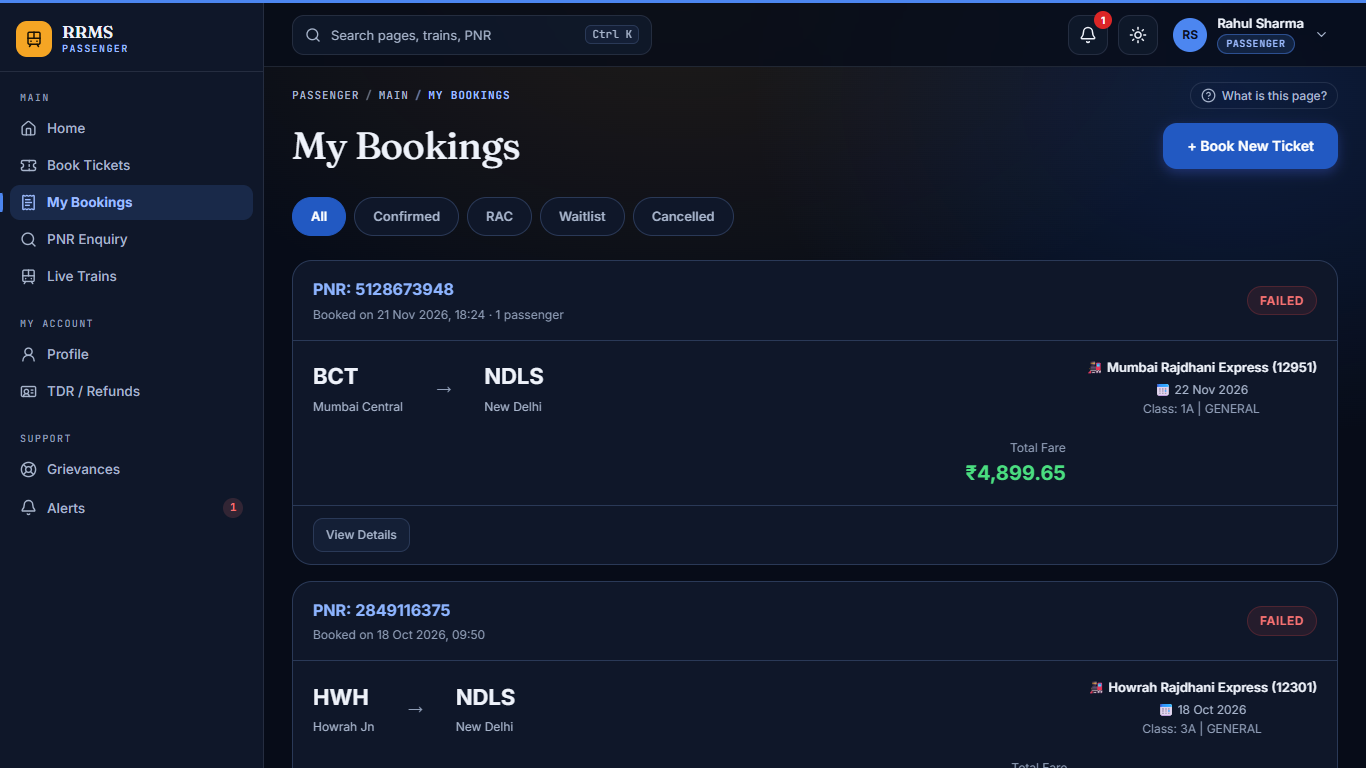 RRMS
PASSENGER
MAIN
Home
Book Tickets
My Bookings
PNR Enquiry
Live Trains
MY ACCOUNT
Profile
TDR / Refunds
SUPPORT
Grievances
Alerts 1
Search pages, trains, PNR Ctrl K
1
RS
Rahul Sharma
PASSENGER
PASSENGER / MAIN / MY BOOKINGS
What is this page?
My Bookings
+ Book New Ticket
All Confirmed RAC Waitlist Cancelled
PNR: 5128673948
Booked on 21 Nov 2026, 18:24 · 1 passenger
FAILED
BCT → NDLS
Mumbai Central New Delhi
Mumbai Rajdhani Express (12951)
22 Nov 2026
Class: 1A | GENERAL
Total Fare
₹4,899.65
View Details
PNR: 2849116375
Booked on 18 Oct 2026, 09:50
FAILED
HWH → NDLS
Howrah Jn New Delhi
Howrah Rajdhani Express (12301)
18 Oct 2026
Class: 3A | GENERAL
Total Fare